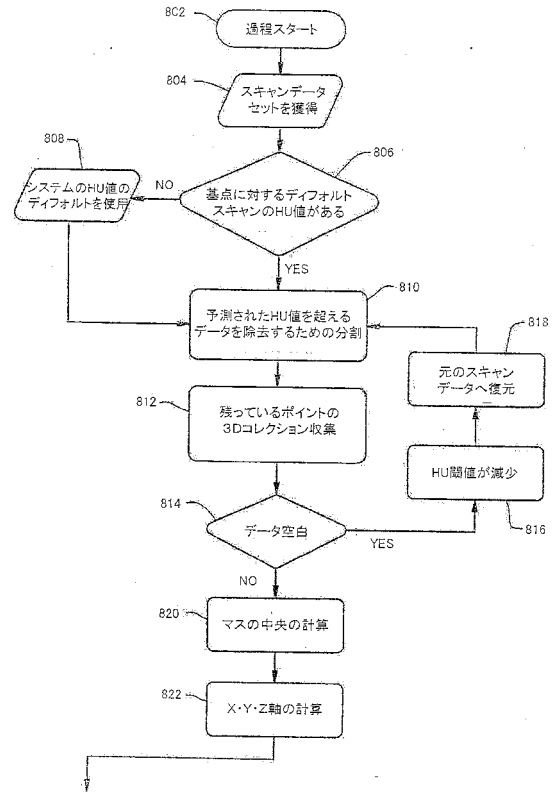 802
過程スタート
804
スキャンデータ
セットを獲得
806
基点に対するディフォルト
スキャンのHU値がある
808
システムのHU値の
ディフォルトを使用
NO
YES
810
予測されたHU値を超える
データを除去するための分割
812
残っているポイントの
3Dコレクション収集
818
元のスキャン
データへ復元
HU閾値が減少
816
814
データ空白
YES
NO
820
マスの中央の計算
822
X・Y・Z軸の計算